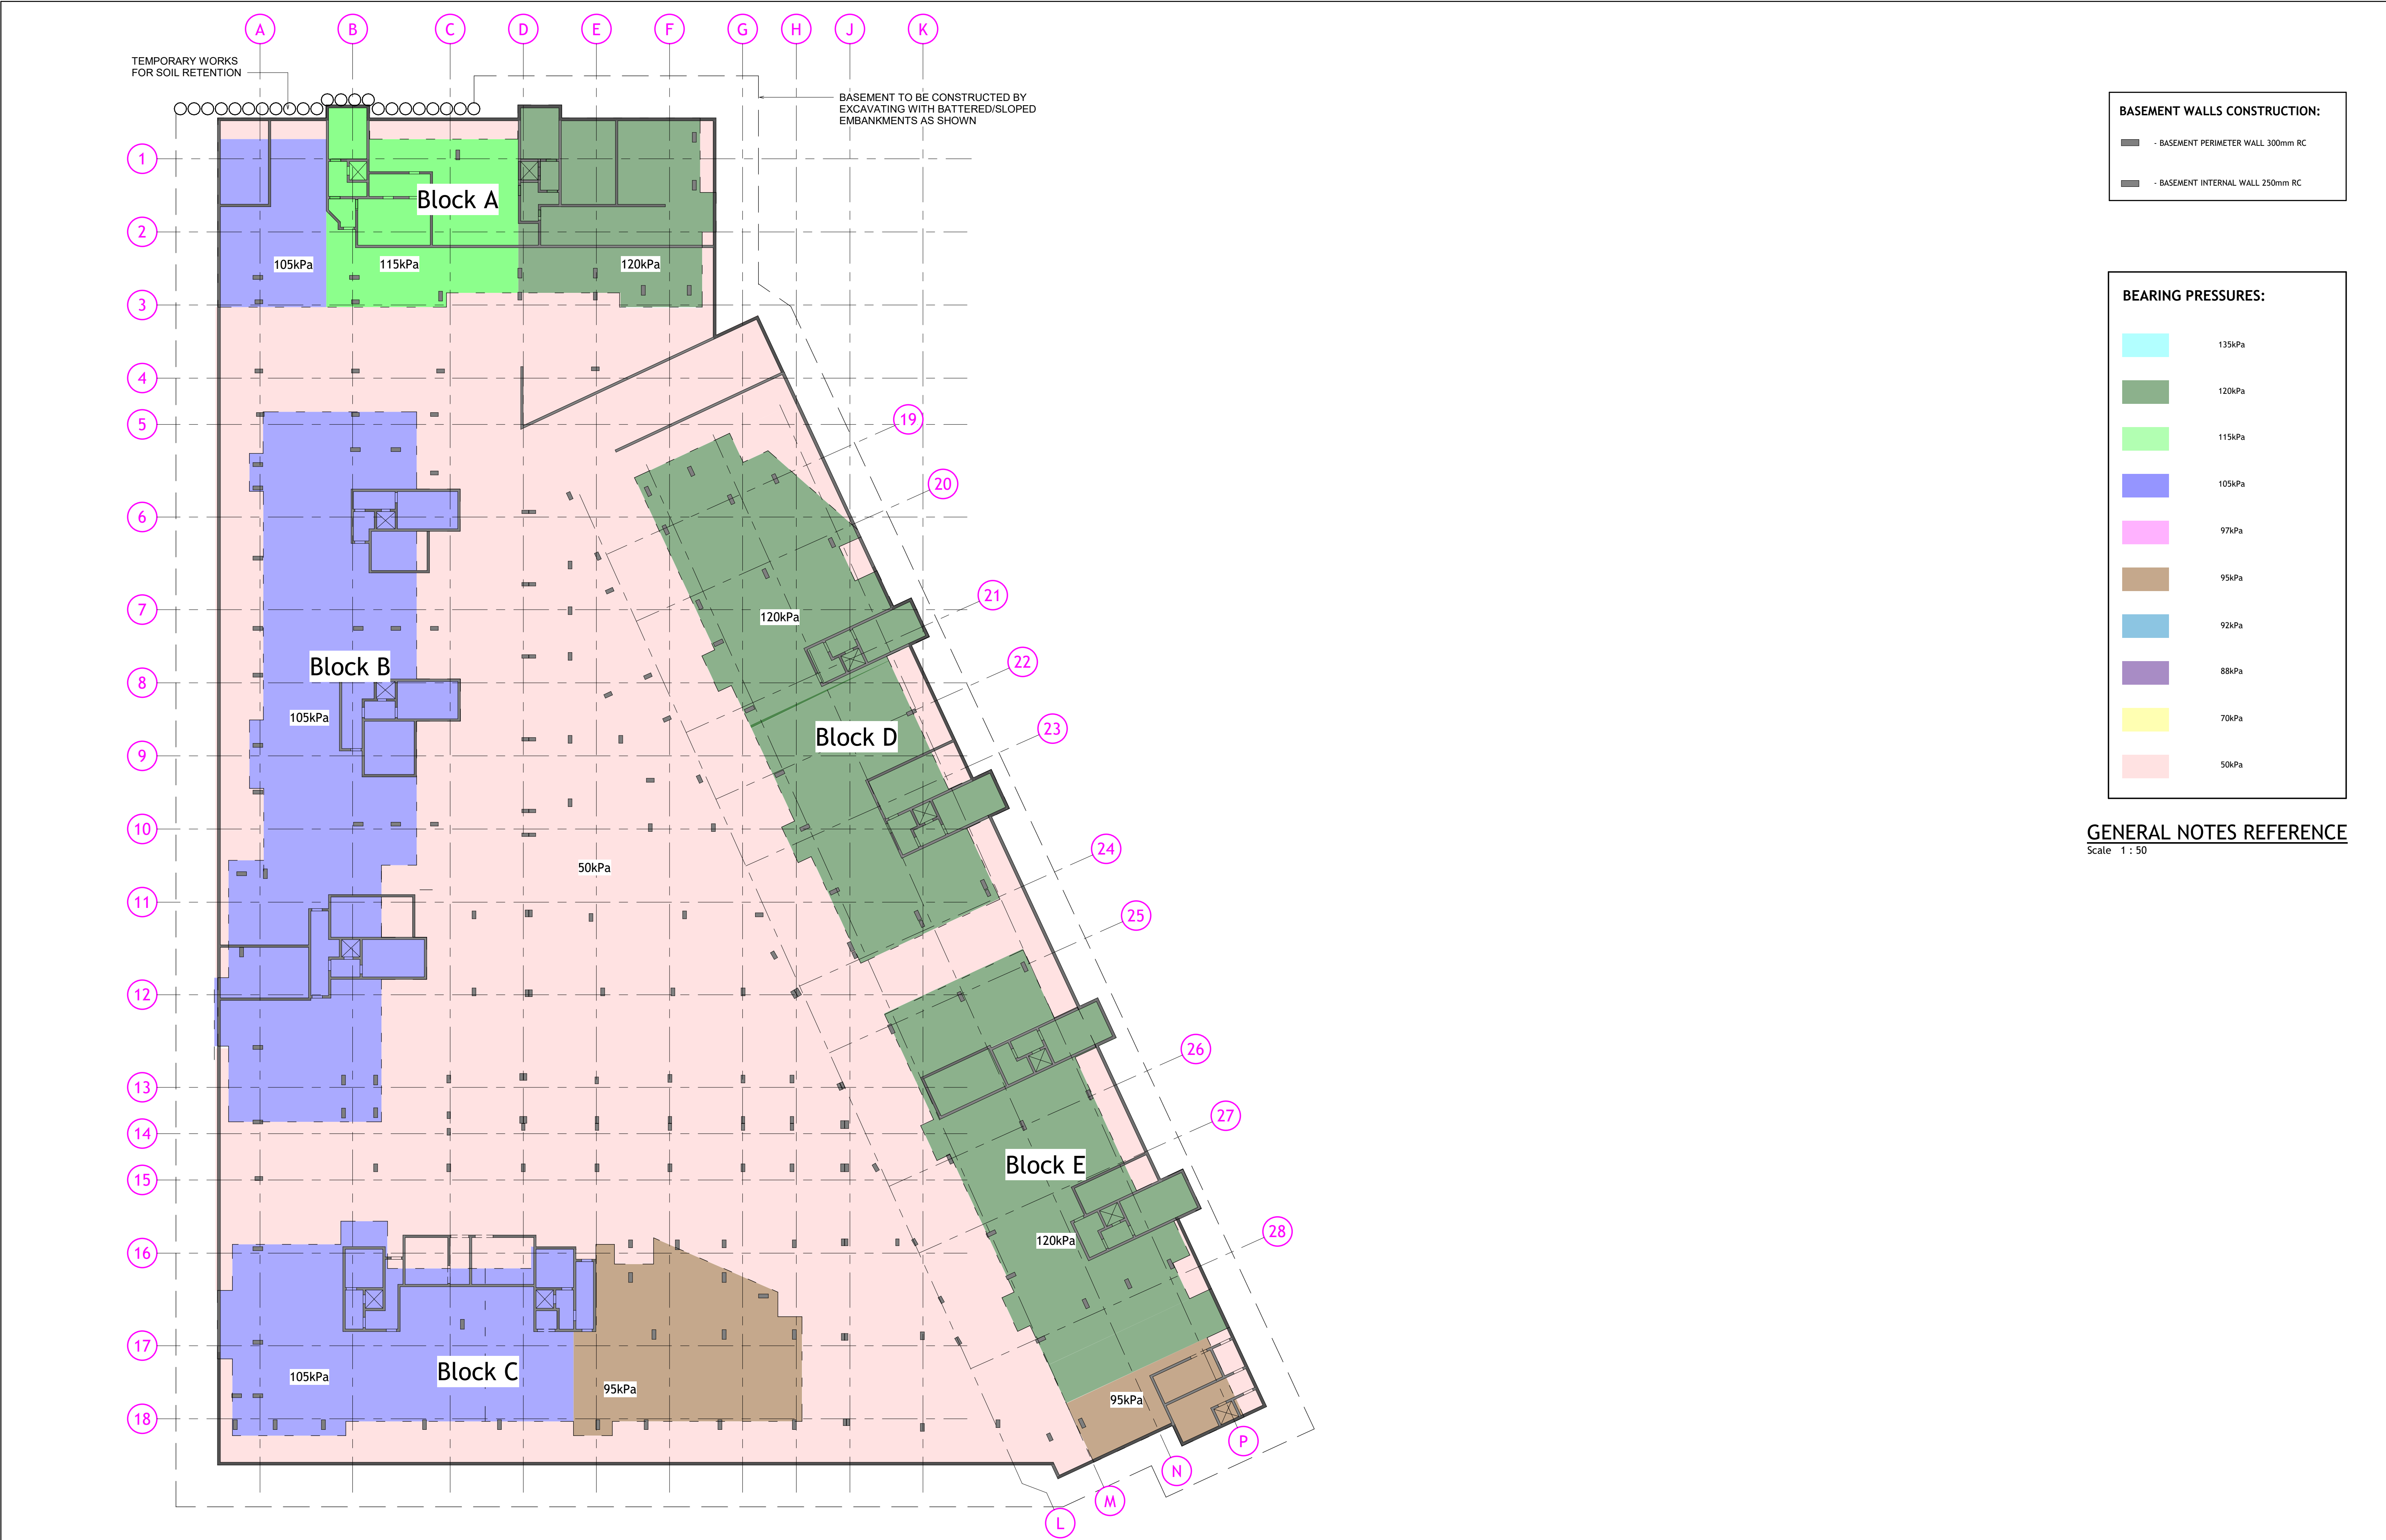 A B C D E F G H J K
TEMPORARY WORKS
FOR SOIL RETENTION
BASEMENT TO BE CONSTRUCTED BY
EXCAVATING WITH BATTERED/SLOPED
EMBANKMENTS AS SHOWN
1
Block A
2
105kPa 115kPa 120kPa
3
4
5
19
20
6
21
7
120kPa
22
Block B
8
105kPa
23
Block D
9
10
24
50kPa
11
25
12
26
13
27
14
Block E
15
28
120kPa
16
17
Block C
105kPa 95kPa
95kPa
18
P
N
M
L
BASEMENT WALLS CONSTRUCTION:
- BASEMENT PERIMETER WALL 300mm RC
- BASEMENT INTERNAL WALL 250mm RC
BEARING PRESSURES:
135kPa
120kPa
115kPa
105kPa
97kPa
95kPa
92kPa
88kPa
70kPa
50kPa
GENERAL NOTES REFERENCE
Scale 1 : 50